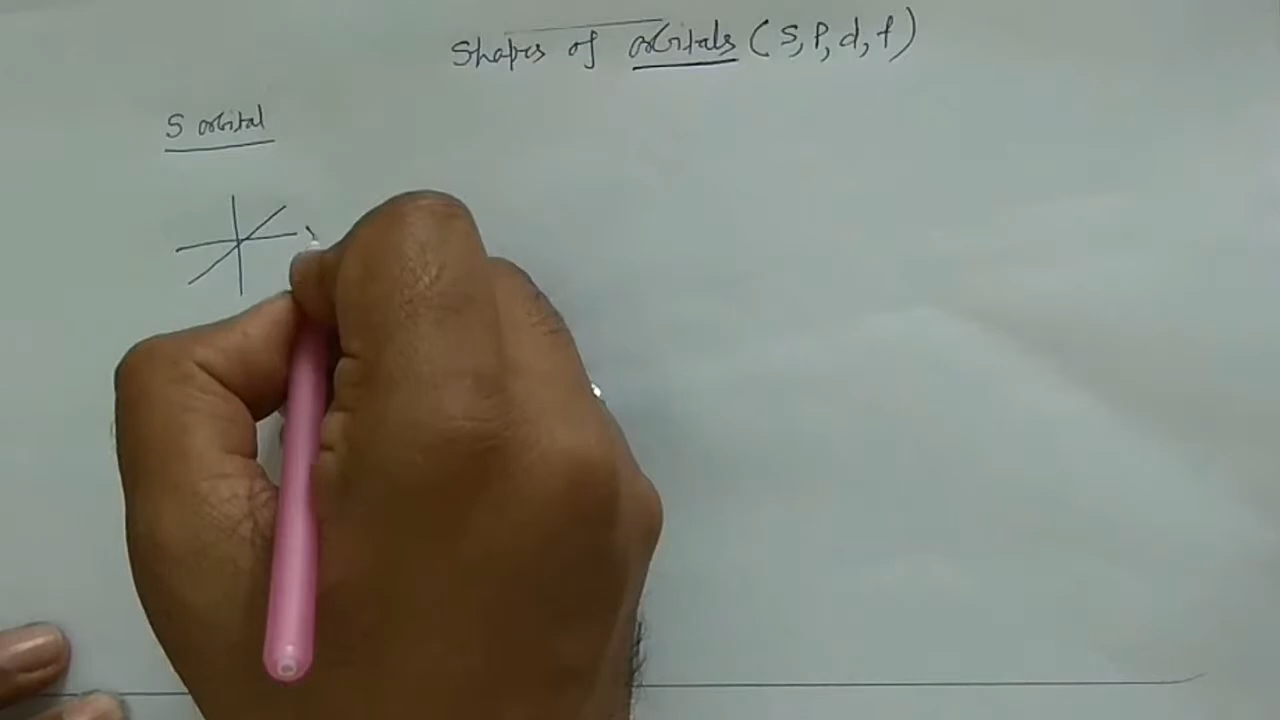 Shapes of orbitals (S, P, d, f)
S orbital